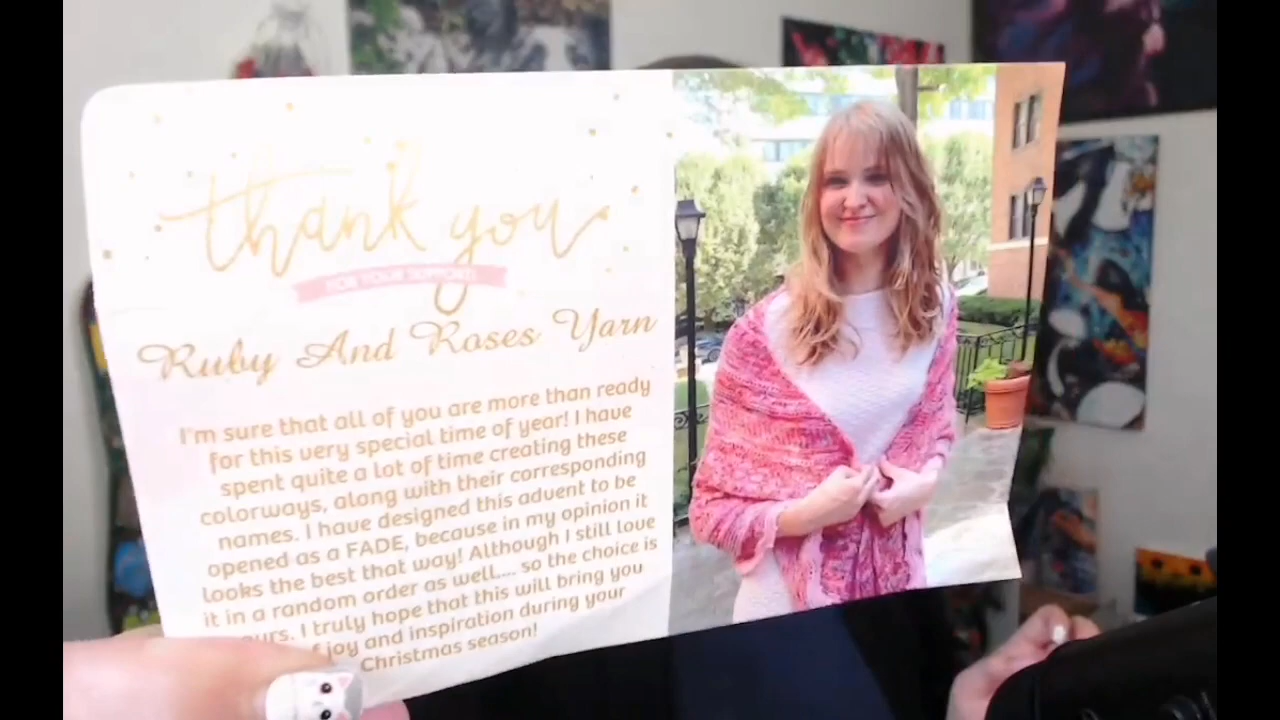 thank you
FOR YOUR SUPPORT!
Ruby And Roses Yarn
I'm sure that all of you are more than ready
for this very special time of year! I have
spent quite a lot of time creating these
colorways, along with their corresponding
names. I have designed this advent to be
opened as a FADE, because in my opinion it
looks the best that way! Although I still love
it in a random order as well.... so the choice is
I truly hope that this will bring you
joy and inspiration during your
Christmas season!